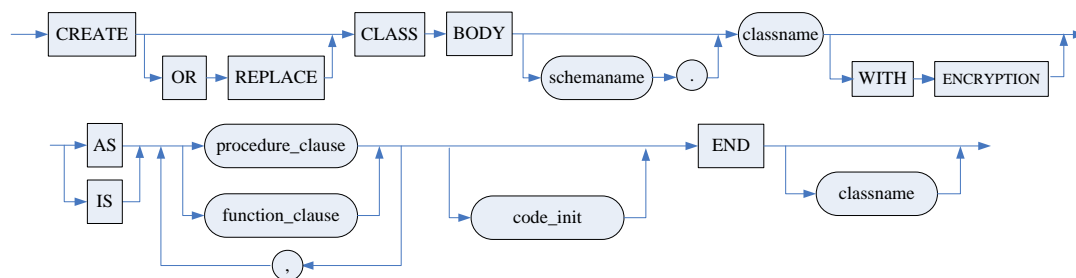 CREATE CLASS BODY classname
OR REPLACE schemaname . WITH ENCRYPTION
AS procedure_clause END
IS function_clause code_init classname
,